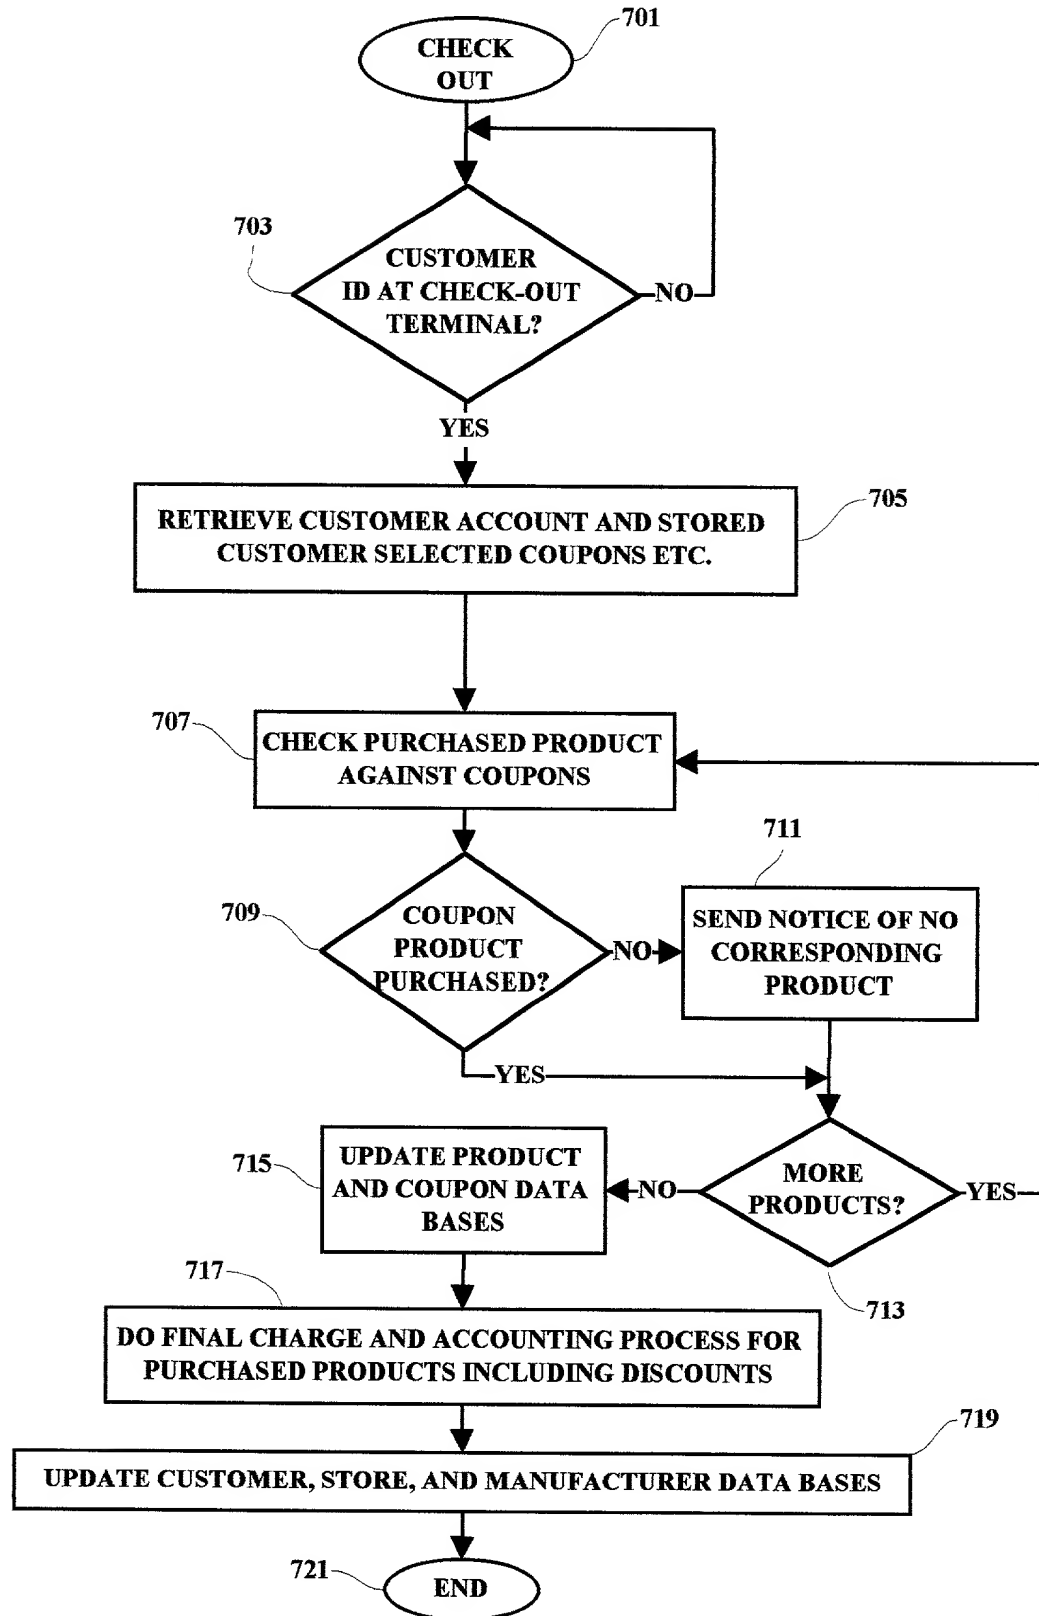 701
CHECK
OUT
703
CUSTOMER
ID AT CHECK-OUT
TERMINAL?
NO
YES
705
RETRIEVE CUSTOMER ACCOUNT AND STORED
CUSTOMER SELECTED COUPONS ETC.
707
CHECK PURCHASED PRODUCT
AGAINST COUPONS
711
709
COUPON
PRODUCT
PURCHASED?
NO
SEND NOTICE OF NO
CORRESPONDING
PRODUCT
YES
715
UPDATE PRODUCT
AND COUPON DATA
BASES
NO
MORE
PRODUCTS?
YES
717
713
DO FINAL CHARGE AND ACCOUNTING PROCESS FOR
PURCHASED PRODUCTS INCLUDING DISCOUNTS
719
UPDATE CUSTOMER, STORE, AND MANUFACTURER DATA BASES
721
END